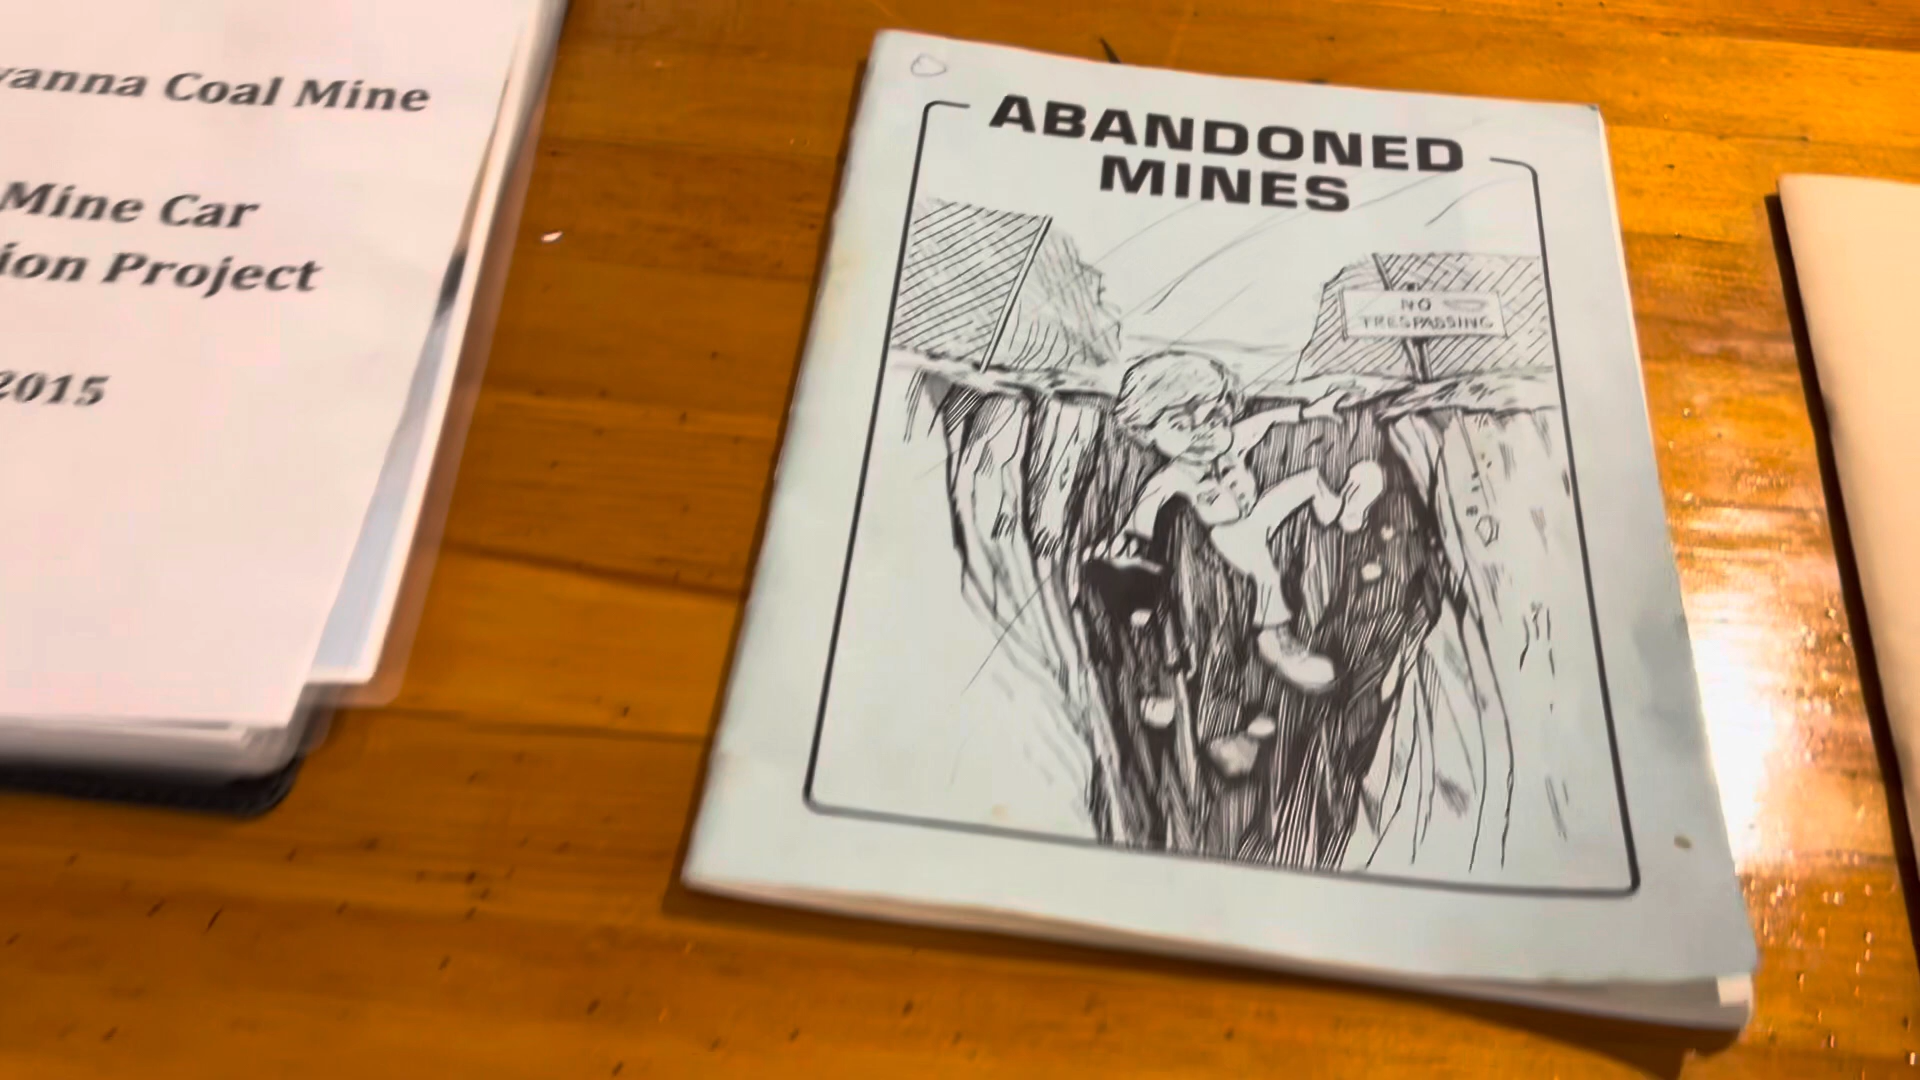 vanna Coal Mine
Mine Car
ion Project
2015
ABANDONED
MINES
NO
TRESPASSING